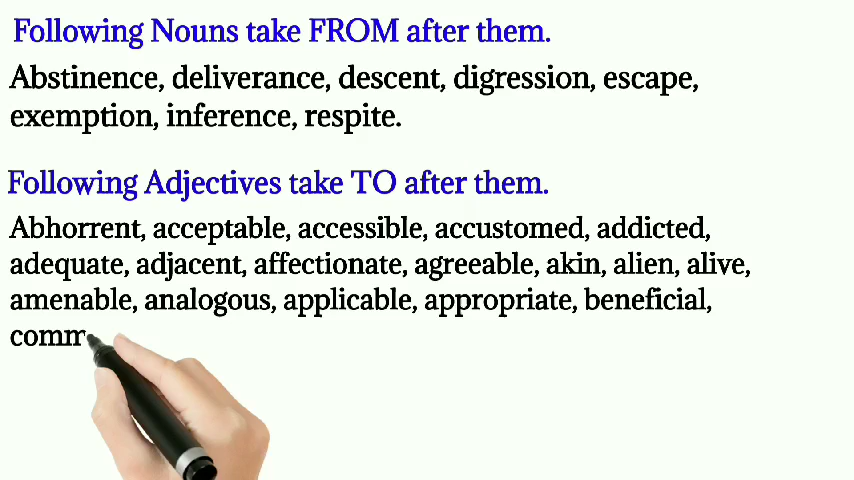 Following Nouns take FROM after them.
Abstinence, deliverance, descent, digression, escape,
exemption, inference, respite.
Following Adjectives take TO after them.
Abhorrent, acceptable, accessible, accustomed, addicted,
adequate, adjacent, affectionate, agreeable, akin, alien, alive,
amenable, analogous, applicable, appropriate, beneficial,
comm